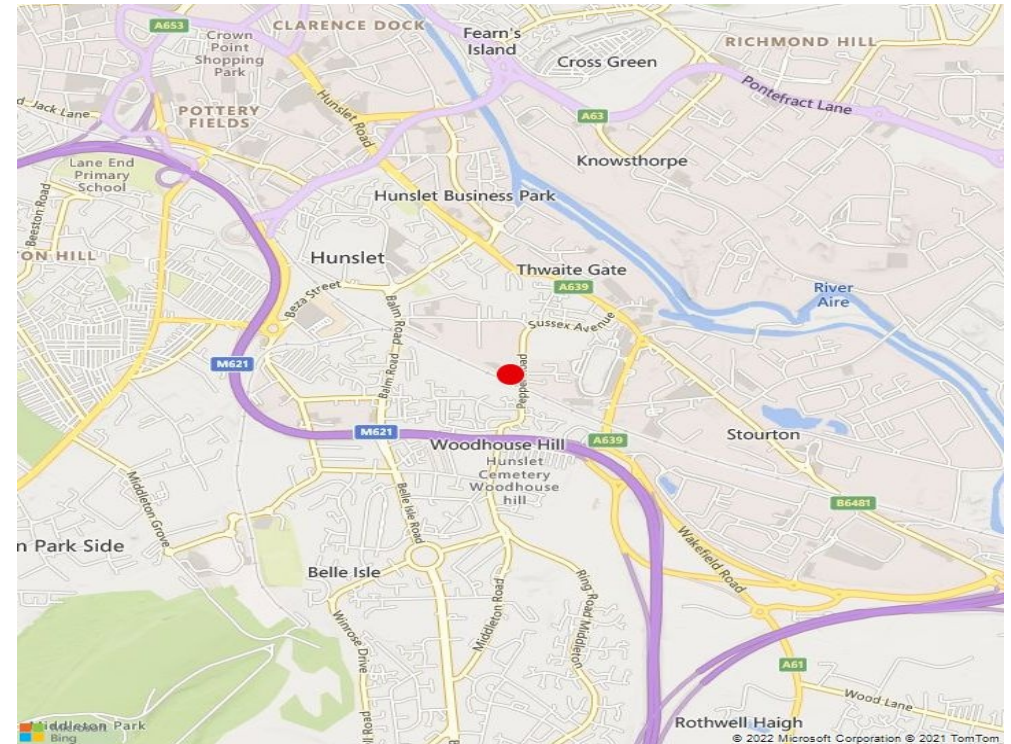 A653
CLARENCE DOCK
Fearn's
Island
Crown
Point
Shopping
Park
RICHMOND HILL
Cross Green
Pontefract Lane
Hunslet Road
POTTERY
FIELDS
Jack Lane
A63
Lane End
Primary
School
Knowsthorpe
Beeston Road
Hunslet Business Park
ON HILL
Hunslet
Thwaite Gate
A639
River
Aire
Beza Street
Balm Road
Sussex Avenue
M621
Balm Road
M621
Woodhouse Hill
A639
Stourton
Hunslet
Cemetery
Woodhouse
hill
Middleton Grove
Belle Isle Road
B6481
n Park Side
Wakefield Road
Belle Isle
Ring Road Middleton
Middleton Road
Winrose Drive
A61
Wood Lane
Rothwell Haigh
Middleton Park
Microsoft
Bing
© 2022 Microsoft Corporation © 2021 TomTom